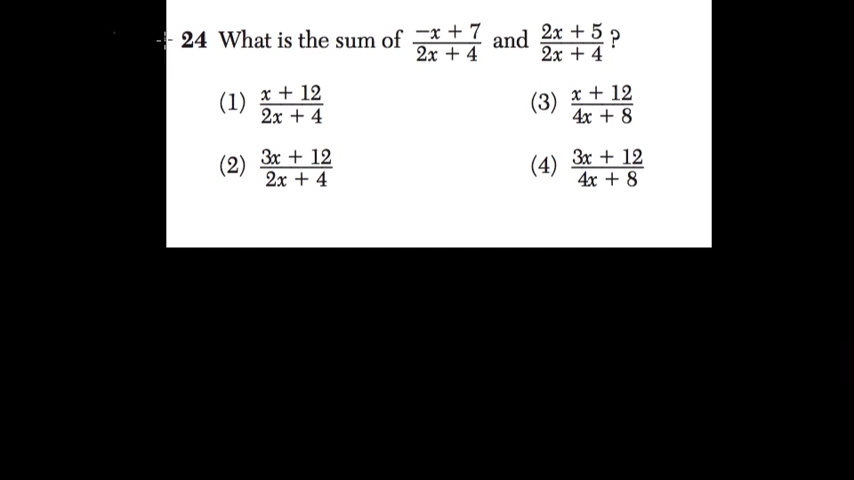 24 What is the sum of (−x + 7)/(2x + 4) and (2x + 5)/(2x + 4) ?
(1) (x + 12)/(2x + 4) (3) (x + 12)/(4x + 8)
(2) (3x + 12)/(2x + 4) (4) (3x + 12)/(4x + 8)